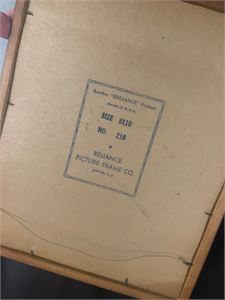 Another "RELIANCE" Product
MADE IN U.S.A.
SIZE 8X10
NO. 210
RELIANCE
PICTURE FRAME CO.